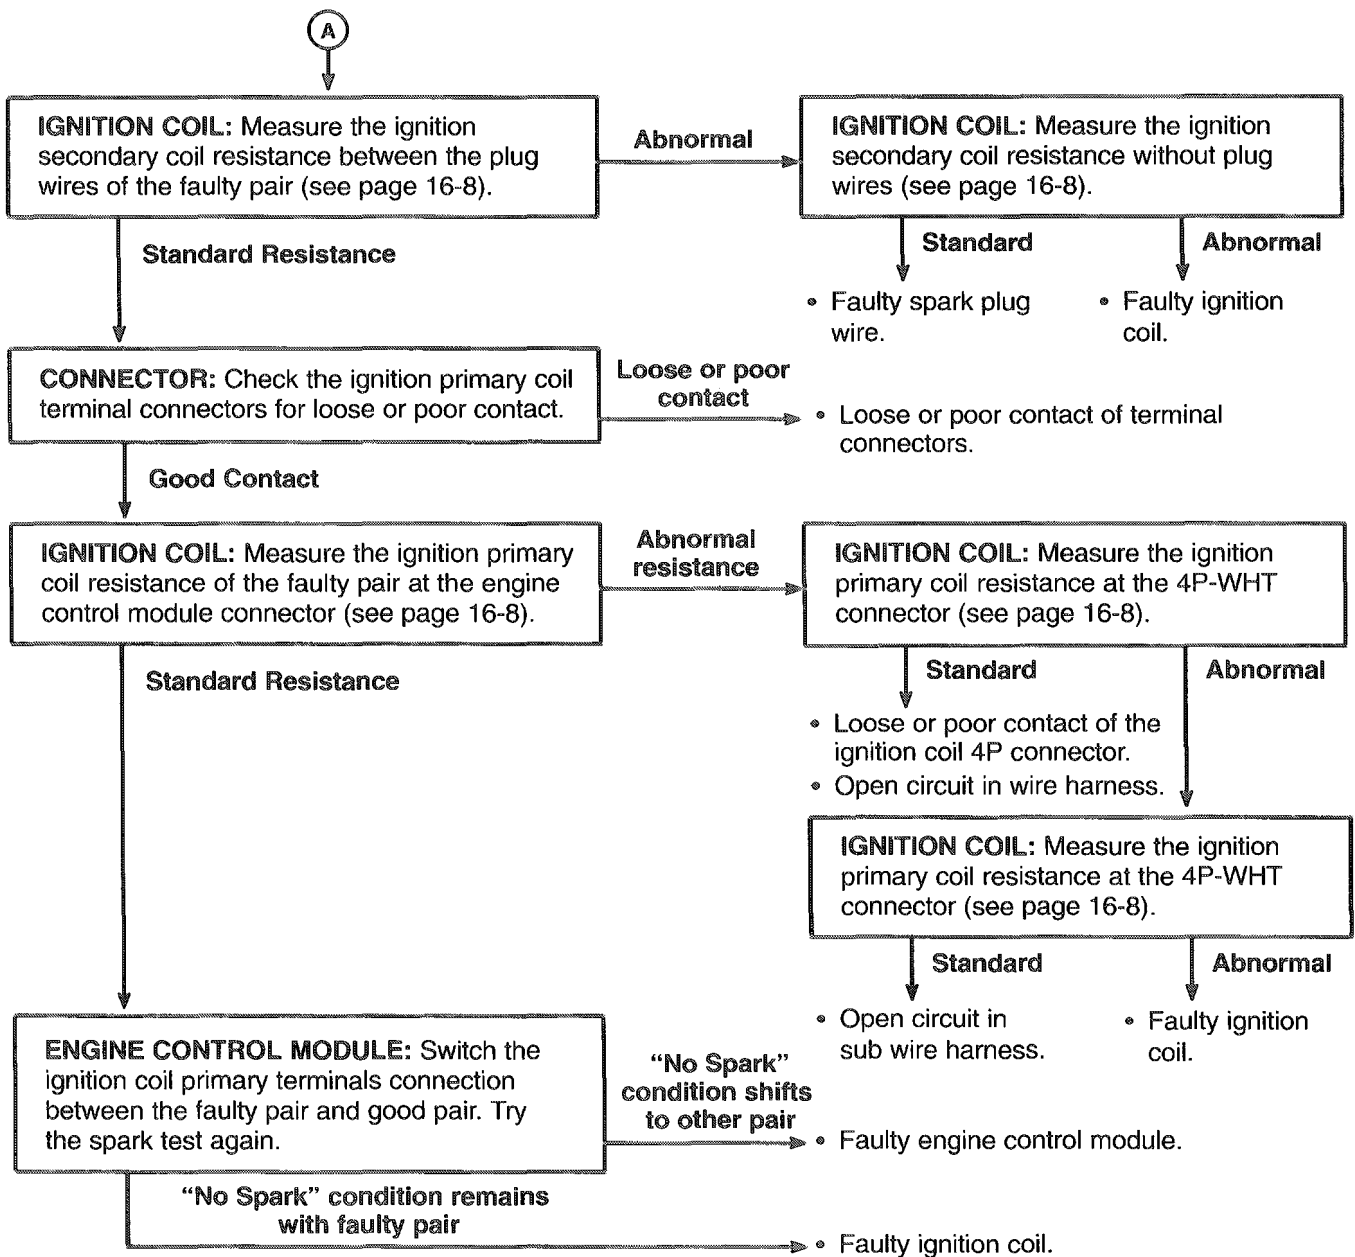 A
IGNITION COIL: Measure the ignition
secondary coil resistance between the plug
wires of the faulty pair (see page 16-8).
Abnormal
IGNITION COIL: Measure the ignition
secondary coil resistance without plug
wires (see page 16-8).
Standard Resistance
Standard
Abnormal
• Faulty spark plug
wire.
• Faulty ignition
coil.
CONNECTOR: Check the ignition primary coil
terminal connectors for loose or poor contact.
Loose or poor
contact
• Loose or poor contact of terminal
connectors.
Good Contact
IGNITION COIL: Measure the ignition primary
coil resistance of the faulty pair at the engine
control module connector (see page 16-8).
Abnormal
resistance
IGNITION COIL: Measure the ignition
primary coil resistance at the 4P-WHT
connector (see page 16-8).
Standard Resistance
Standard
Abnormal
• Loose or poor contact of the
ignition coil 4P connector.
• Open circuit in wire harness.
IGNITION COIL: Measure the ignition
primary coil resistance at the 4P-WHT
connector (see page 16-8).
Standard
Abnormal
• Open circuit in
sub wire harness.
• Faulty ignition
coil.
ENGINE CONTROL MODULE: Switch the
ignition coil primary terminals connection
between the faulty pair and good pair. Try
the spark test again.
“No Spark”
condition shifts
to other pair
• Faulty engine control module.
“No Spark” condition remains
with faulty pair
• Faulty ignition coil.